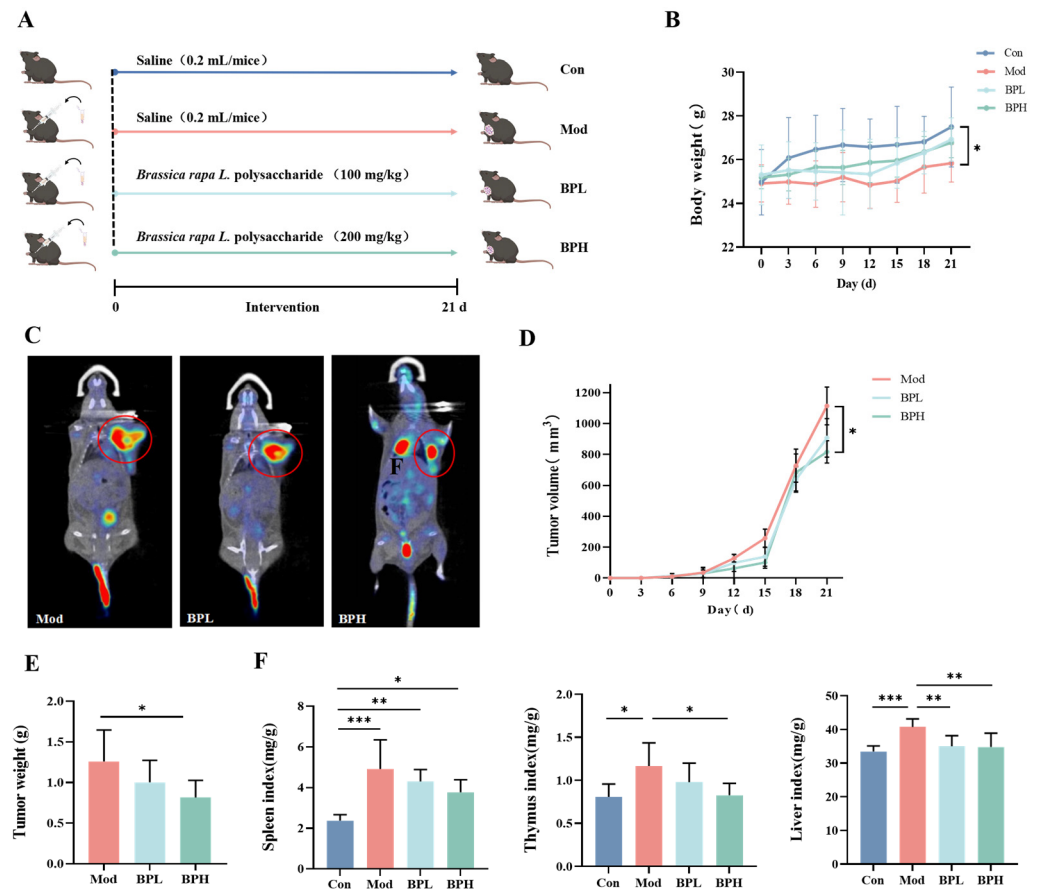 A
Saline（0.2 mL/mice）
Con
Saline（0.2 mL/mice）
Mod
Brassica rapa L. polysaccharide （100 mg/kg）
BPL
Brassica rapa L. polysaccharide （200 mg/kg）
BPH
0 Intervention 21 d
B
Con
Mod
BPL
BPH
Body weight ( g )
30
28
26
24
22
*
0 3 6 9 12 15 18 21
Day (d)
C
F
Mod
BPL
BPH
D
Mod
BPL
BPH
Tumor volume( mm3)
1200
1000
800
600
400
200
0
*
0 3 6 9 12 15 18 21
Day( d)
E
Tumor weight (g)
2.0
1.5
1.0
0.5
0.0
*
Mod BPL BPH
F
Spleen index(mg/g)
8
6
4
2
0
*
**
***
Con Mod BPL BPH
Thymus index(mg/g)
2.0
1.5
1.0
0.5
0.0
* *
Con Mod BPL BPH
Liver index(mg/g)
50
40
30
20
10
0
**
*** **
Con Mod BPL BPH